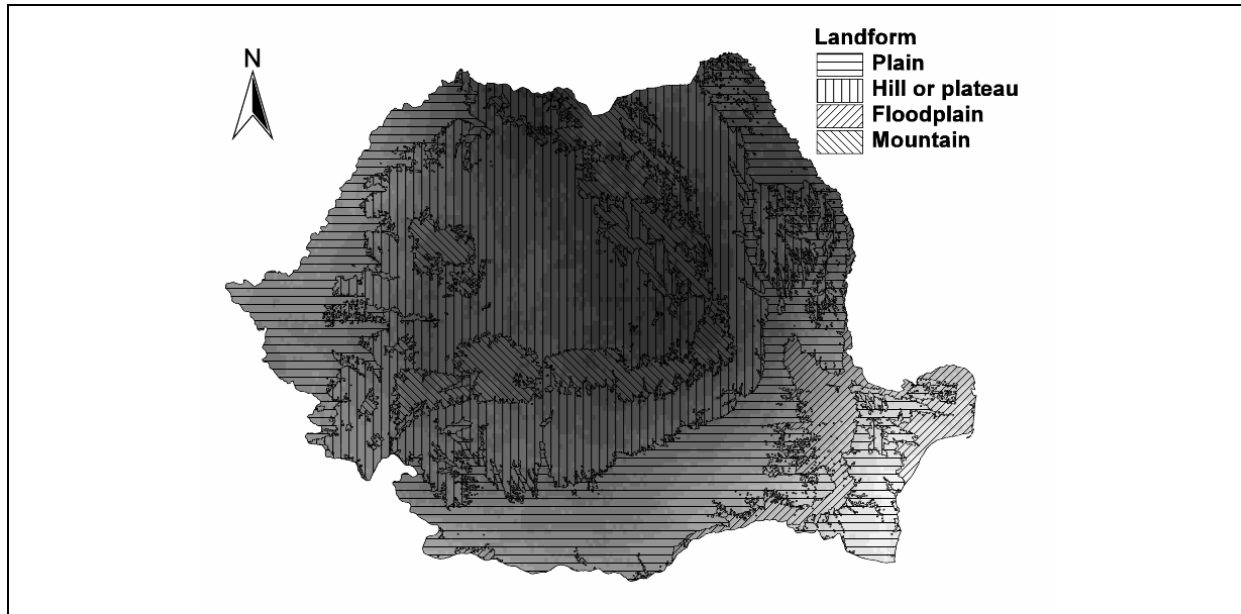 N
Landform
Plain
Hill or plateau
Floodplain
Mountain